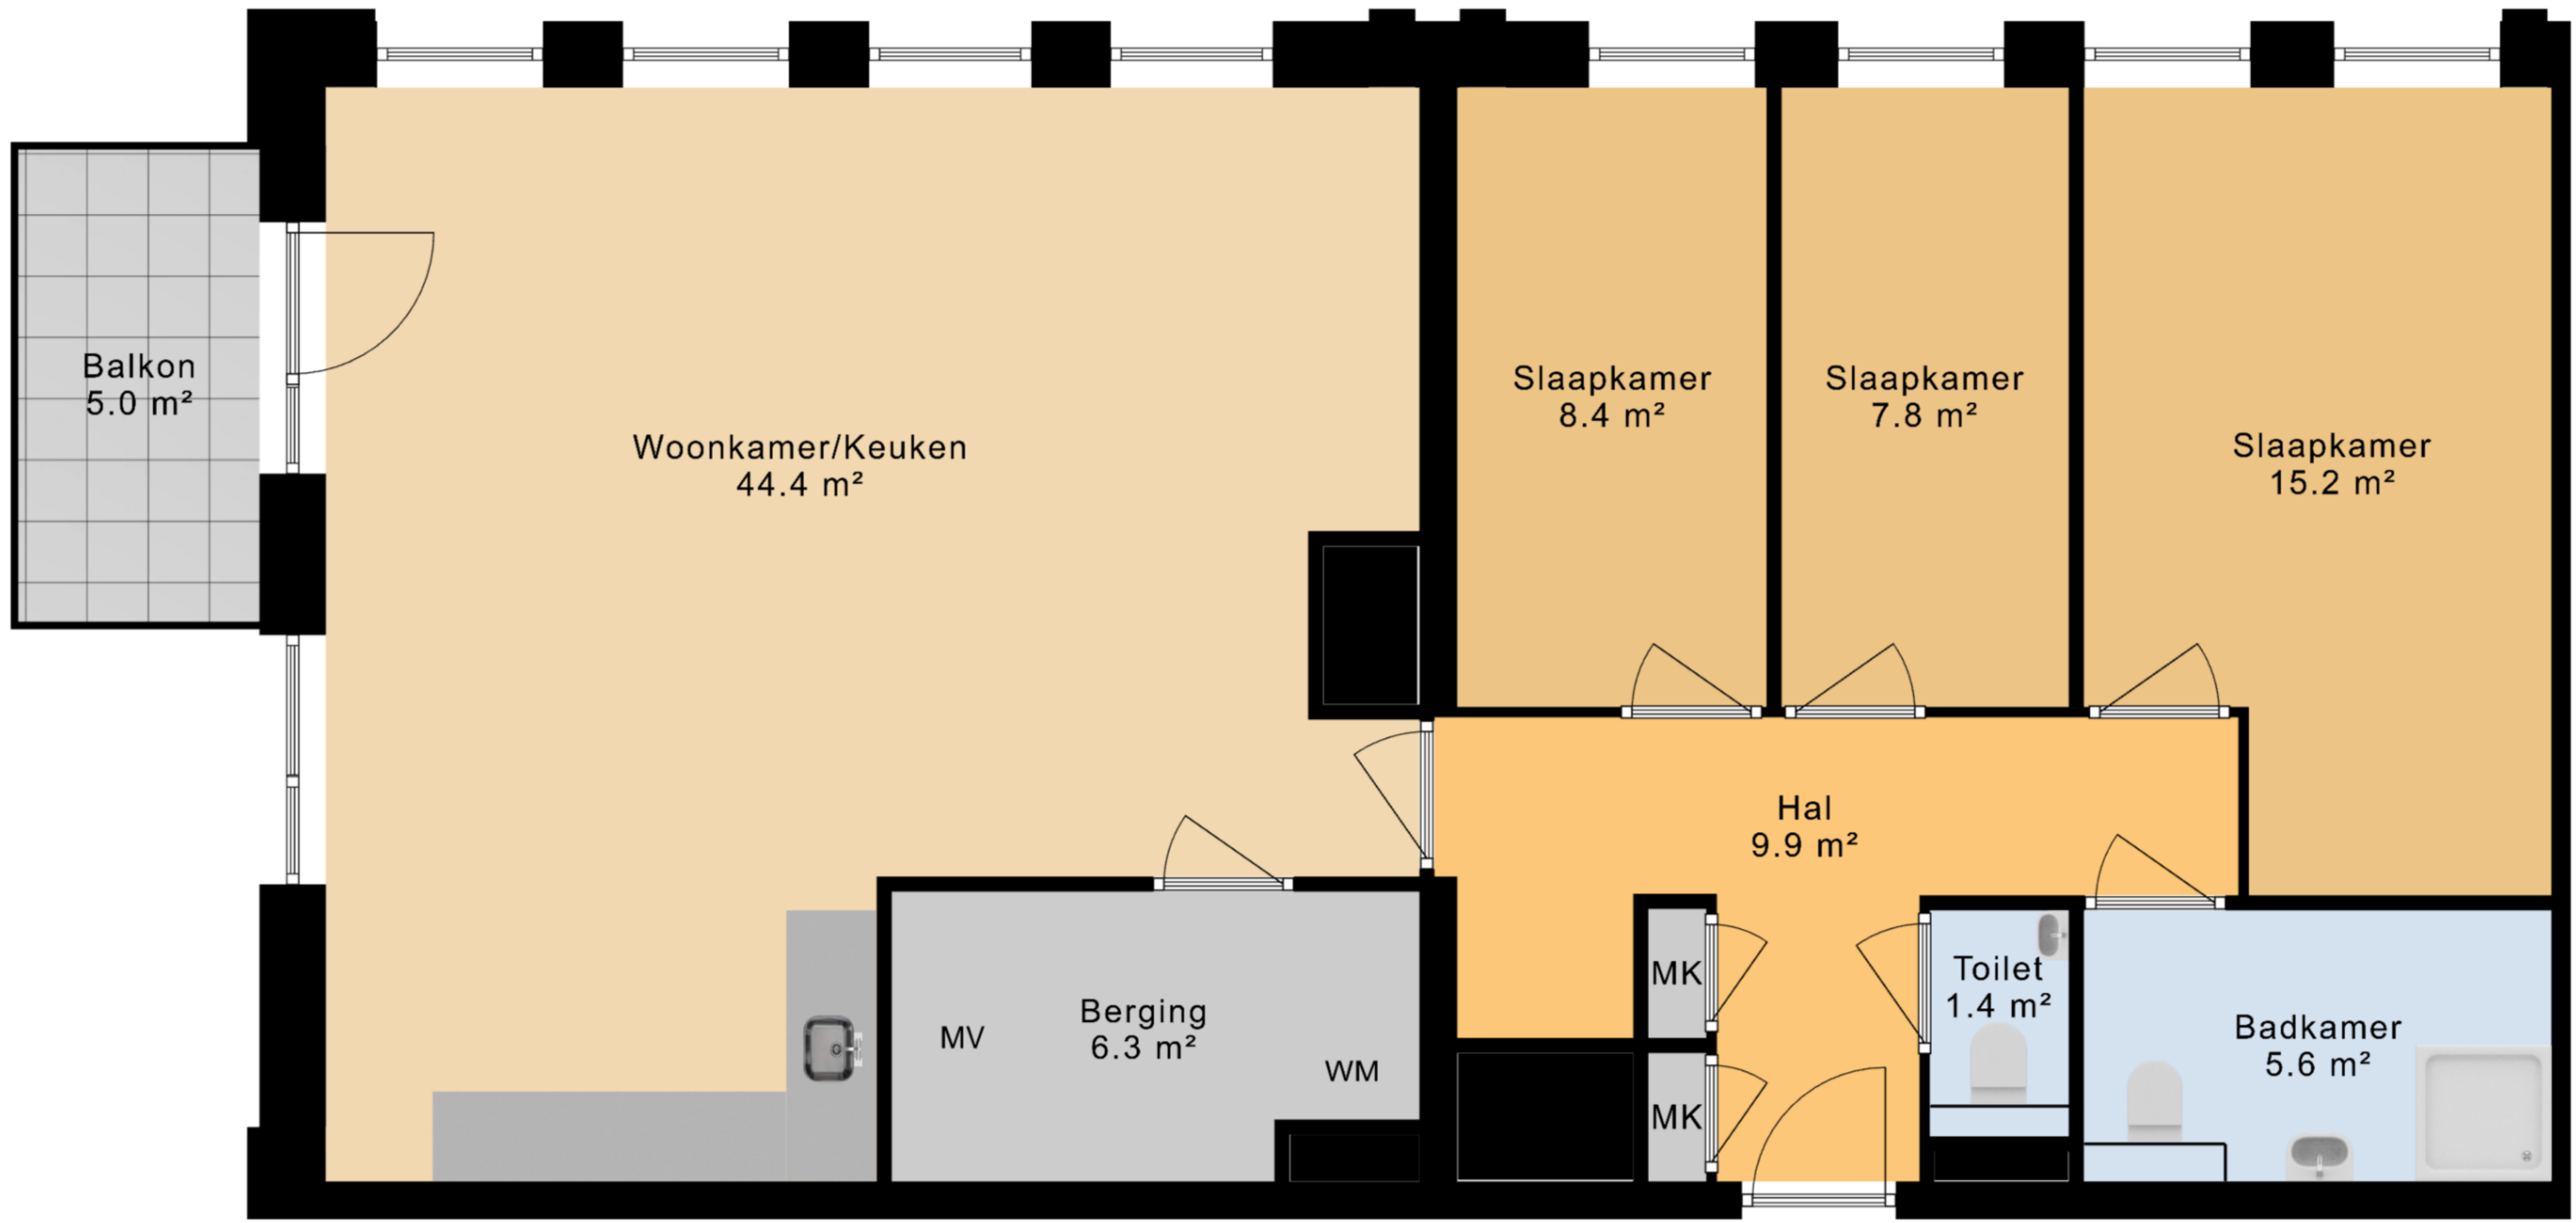 Balkon
5.0 m²
Woonkamer/Keuken
44.4 m²
Slaapkamer
8.4 m²
Slaapkamer
7.8 m²
Slaapkamer
15.2 m²
Hal
9.9 m²
MK
MK
Toilet
1.4 m²
Badkamer
5.6 m²
Berging
6.3 m²
MV
WM